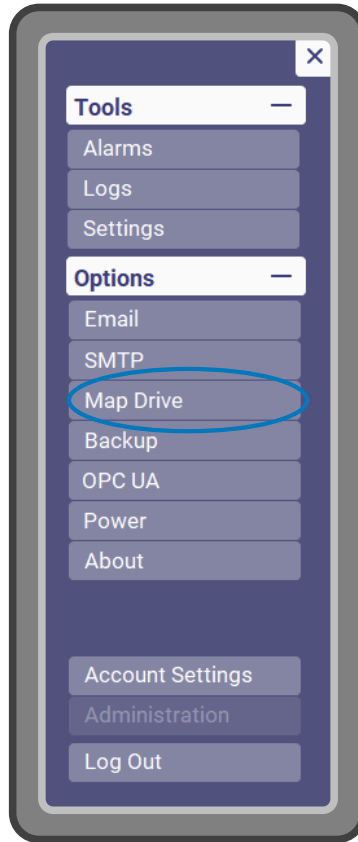 Tools
Alarms
Logs
Settings
Options
Email
SMTP
Map Drive
Backup
OPC UA
Power
About
Account Settings
Administration
Log Out